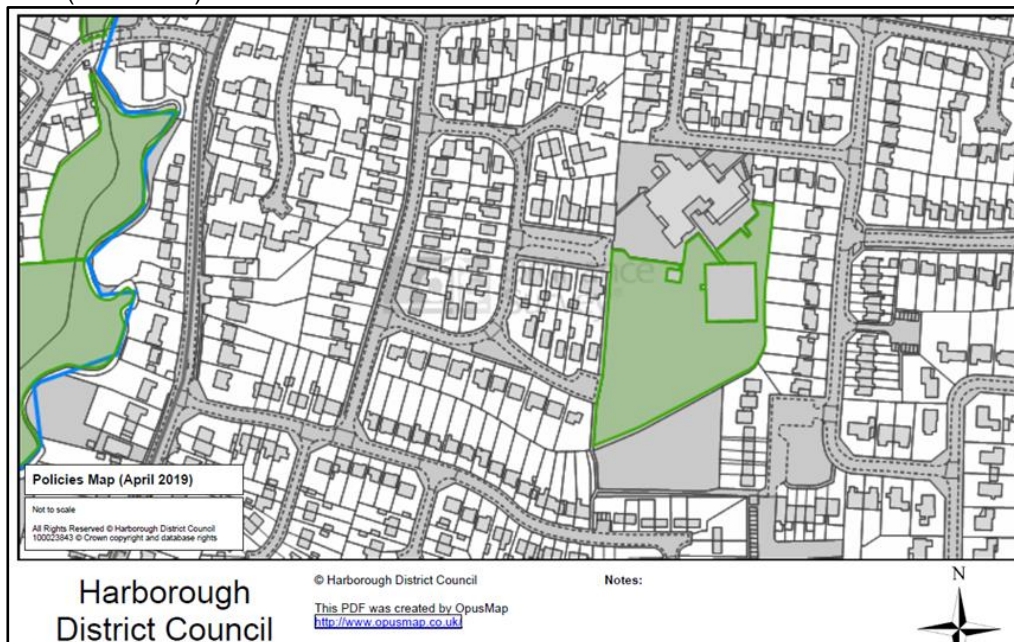 Policies Map (April 2019)
Not to scale
All Rights Reserved © Harborough District Council
100023843 © Crown copyright and database rights
Harborough
District Council
© Harborough District Council
This PDF was created by OpusMap
http://www.opusmap.co.uk/
Notes:
N